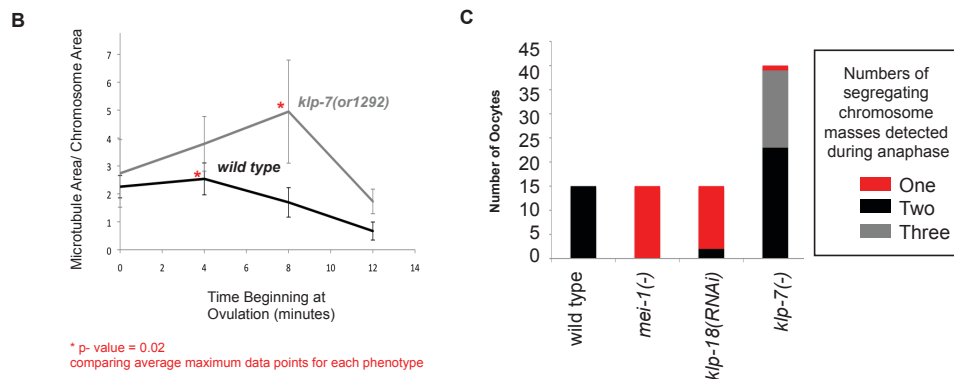 B
Microtubule Area/ Chromosome Area
7
6
5
4
3
2
1
0
klp-7(or1292)
*
wild type
*
0
2
4
6
8
10
12
14
Time Beginning at
Ovulation (minutes)
* p- value = 0.02
comparing average maximum data points for each phenotype
C
Number of Oocytes
45
40
35
30
25
20
15
10
5
0
wild type
mei-1(-)
klp-18(RNAi)
klp-7(-)
Numbers of
segregating
chromosome
masses detected
during anaphase
One
Two
Three